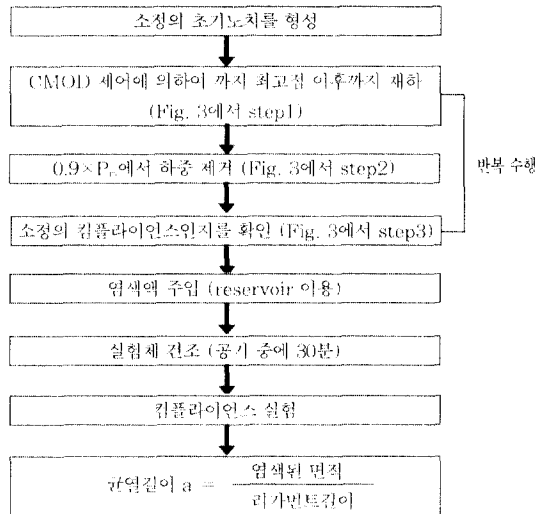 소정의 초기노치를 형성
CMOD 제어에 의하여 까지 최고점 이후까지 재하
(Fig. 3에서 step1)
반복 수행
0.9×P에서 하중 제거 (Fig. 3에서 step2)
소정의 컴플라이언스인지를 확인 (Fig. 3에서 step3)
염색액 주입 (reservoir 이용)
실험체 건조 (공기 중에 30분)
컴플라이언스 실험
균열길이 a = 염색된 면적
리가먼트길이